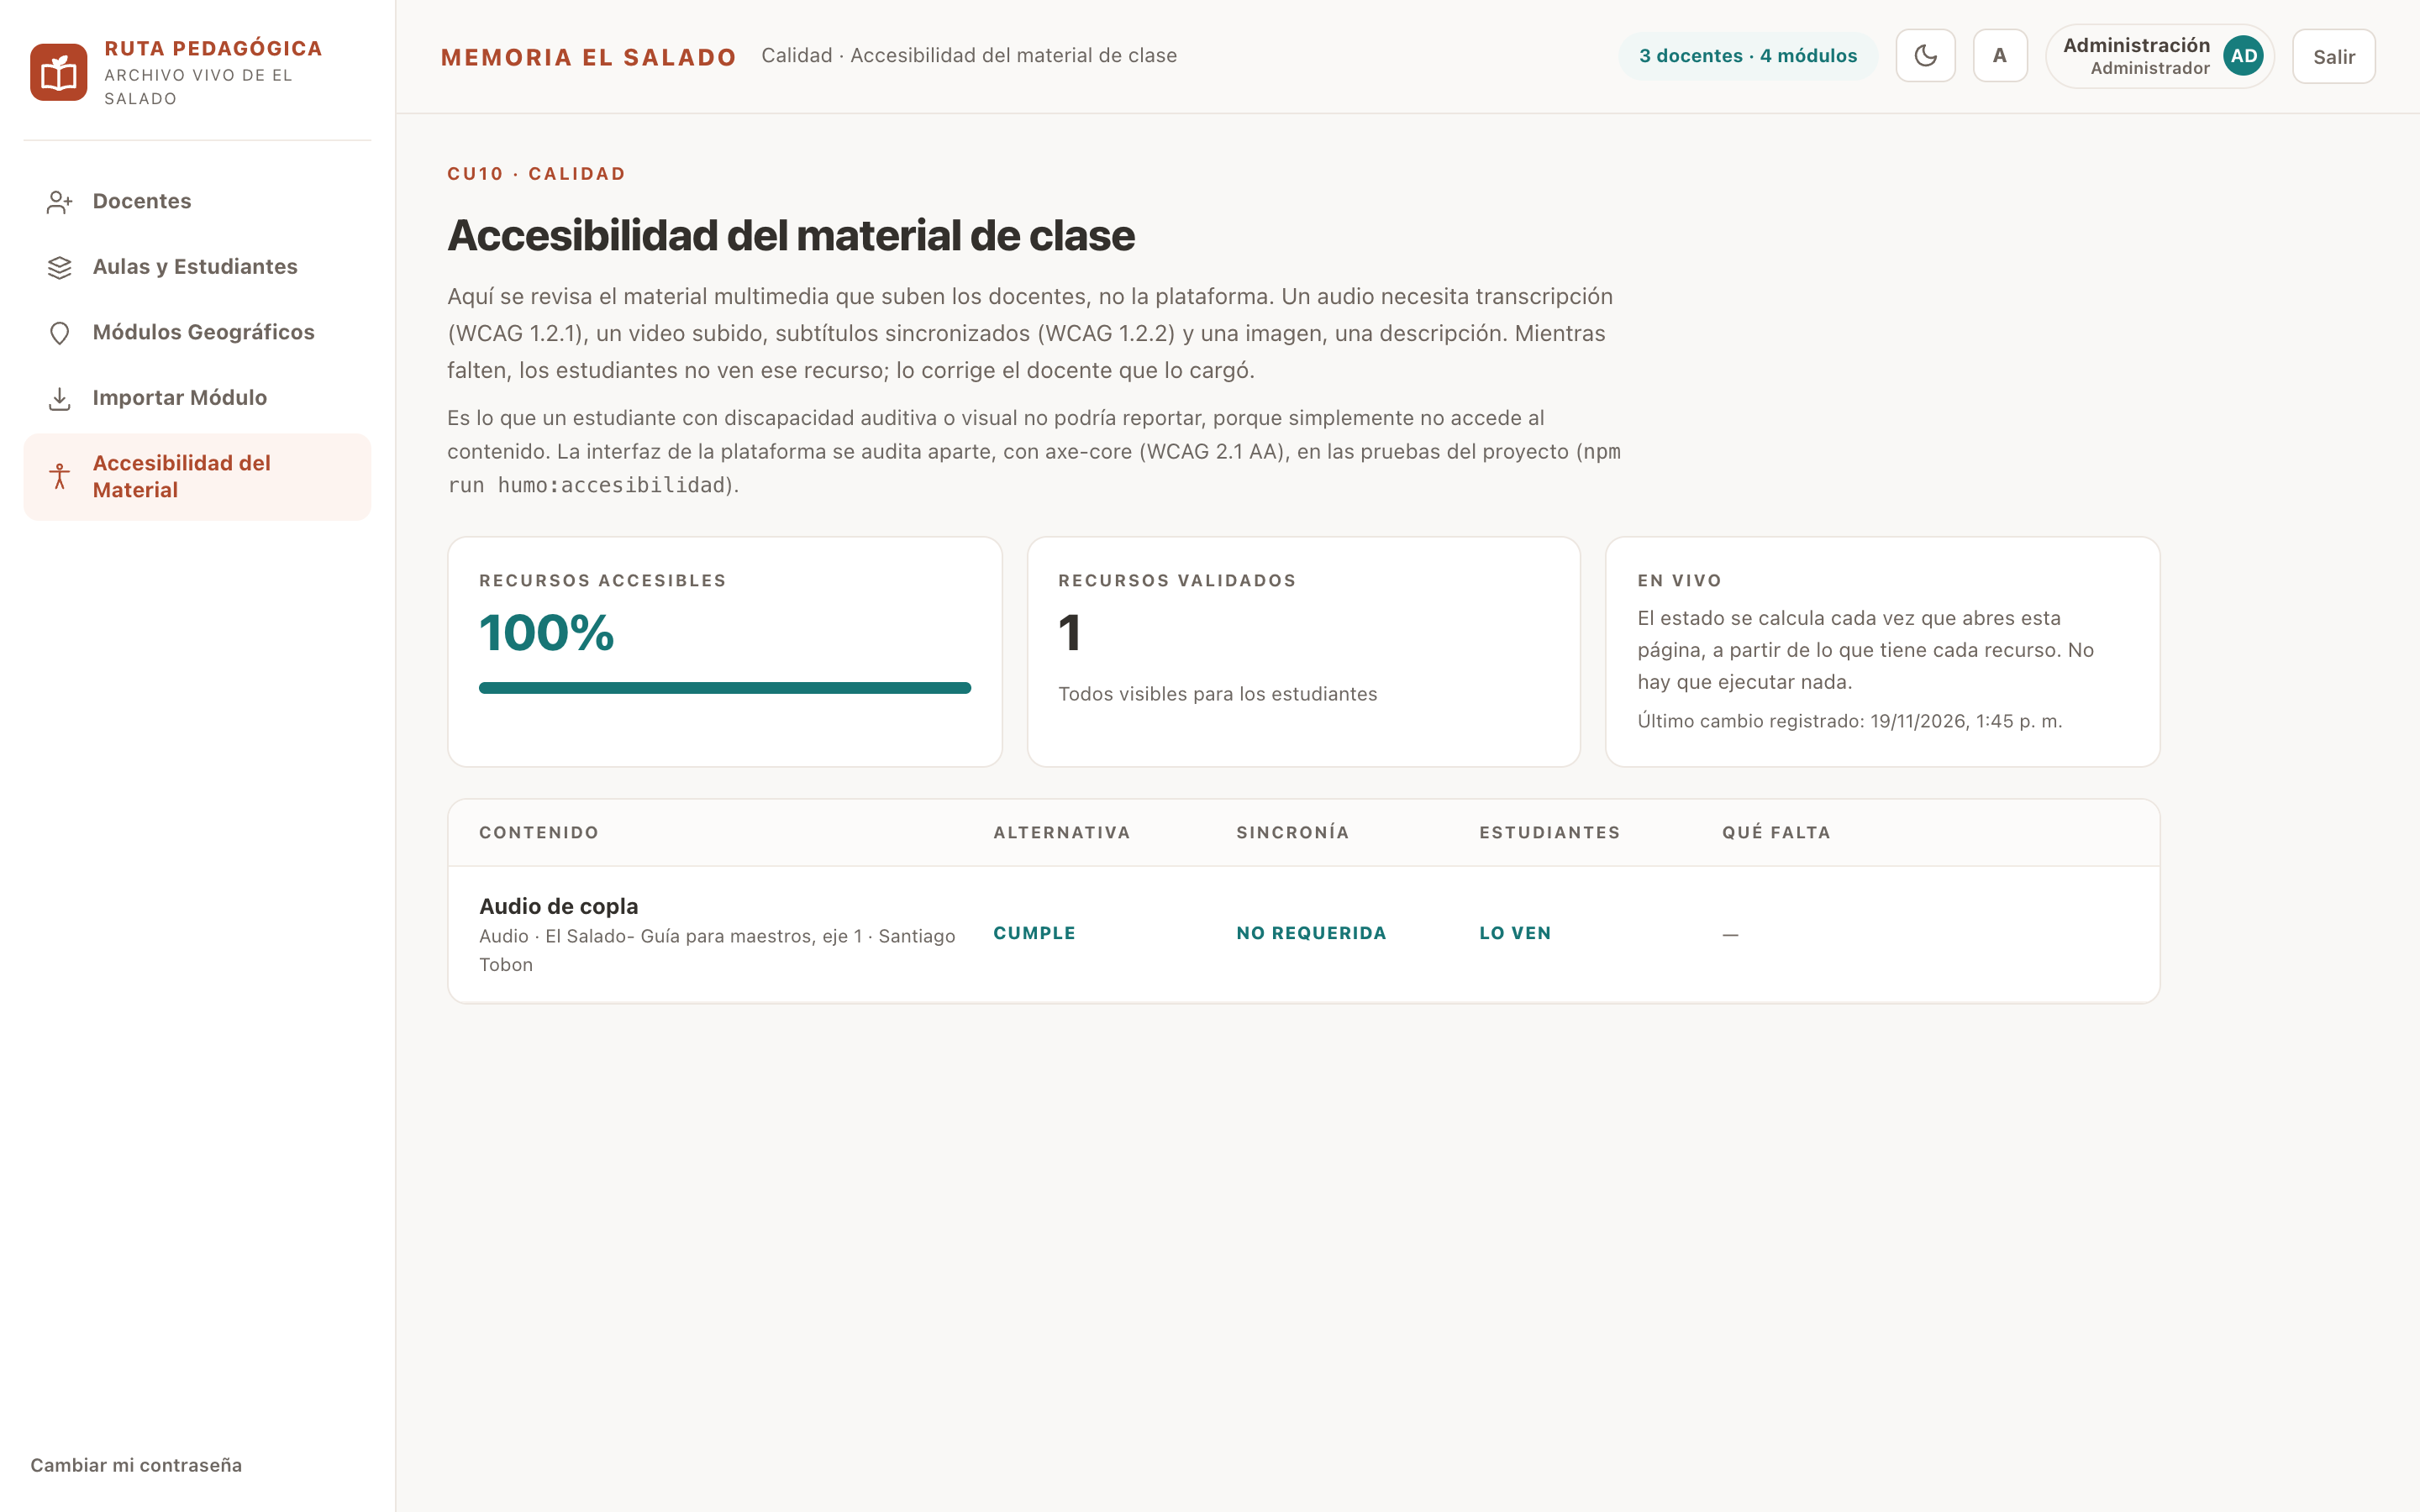 RUTA PEDAGÓGICA
ARCHIVO VIVO DE EL
SALADO
Docentes
Aulas y Estudiantes
Módulos Geográficos
Importar Módulo
Accesibilidad del
Material
Cambiar mi contraseña
MEMORIA EL SALADO
Calidad · Accesibilidad del material de clase
3 docentes · 4 módulos
A
Administración
Administrador
AD
Salir
CU10 · CALIDAD
Accesibilidad del material de clase
Aquí se revisa el material multimedia que suben los docentes, no la plataforma. Un audio necesita transcripción
(WCAG 1.2.1), un video subido, subtítulos sincronizados (WCAG 1.2.2) y una imagen, una descripción. Mientras
falten, los estudiantes no ven ese recurso; lo corrige el docente que lo cargó.
Es lo que un estudiante con discapacidad auditiva o visual no podría reportar, porque simplemente no accede al
contenido. La interfaz de la plataforma se audita aparte, con axe-core (WCAG 2.1 AA), en las pruebas del proyecto (npm
run humo:accesibilidad).
RECURSOS ACCESIBLES
100%
RECURSOS VALIDADOS
1
Todos visibles para los estudiantes
EN VIVO
El estado se calcula cada vez que abres esta
página, a partir de lo que tiene cada recurso. No
hay que ejecutar nada.
Último cambio registrado: 19/11/2026, 1:45 p. m.
CONTENIDO
ALTERNATIVA
SINCRONÍA
ESTUDIANTES
QUÉ FALTA
Audio de copla
Audio · El Salado- Guía para maestros, eje 1 · Santiago
Tobon
CUMPLE
NO REQUERIDA
LO VEN
—